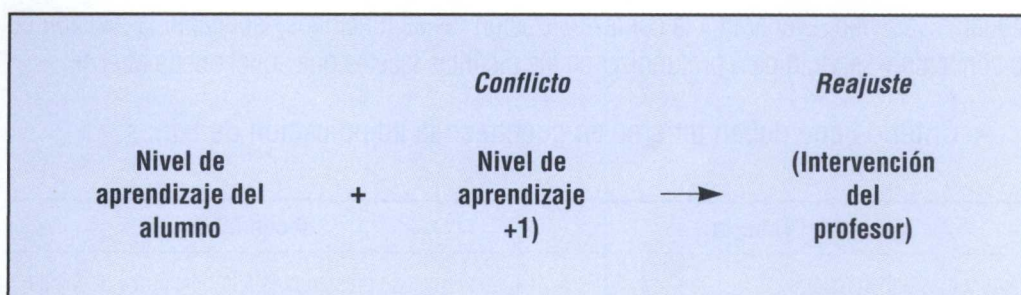 Conflicto Reajuste
Nivel de Nivel de (Intervención
aprendizaje del + aprendizaje → del
alumno +1) profesor)